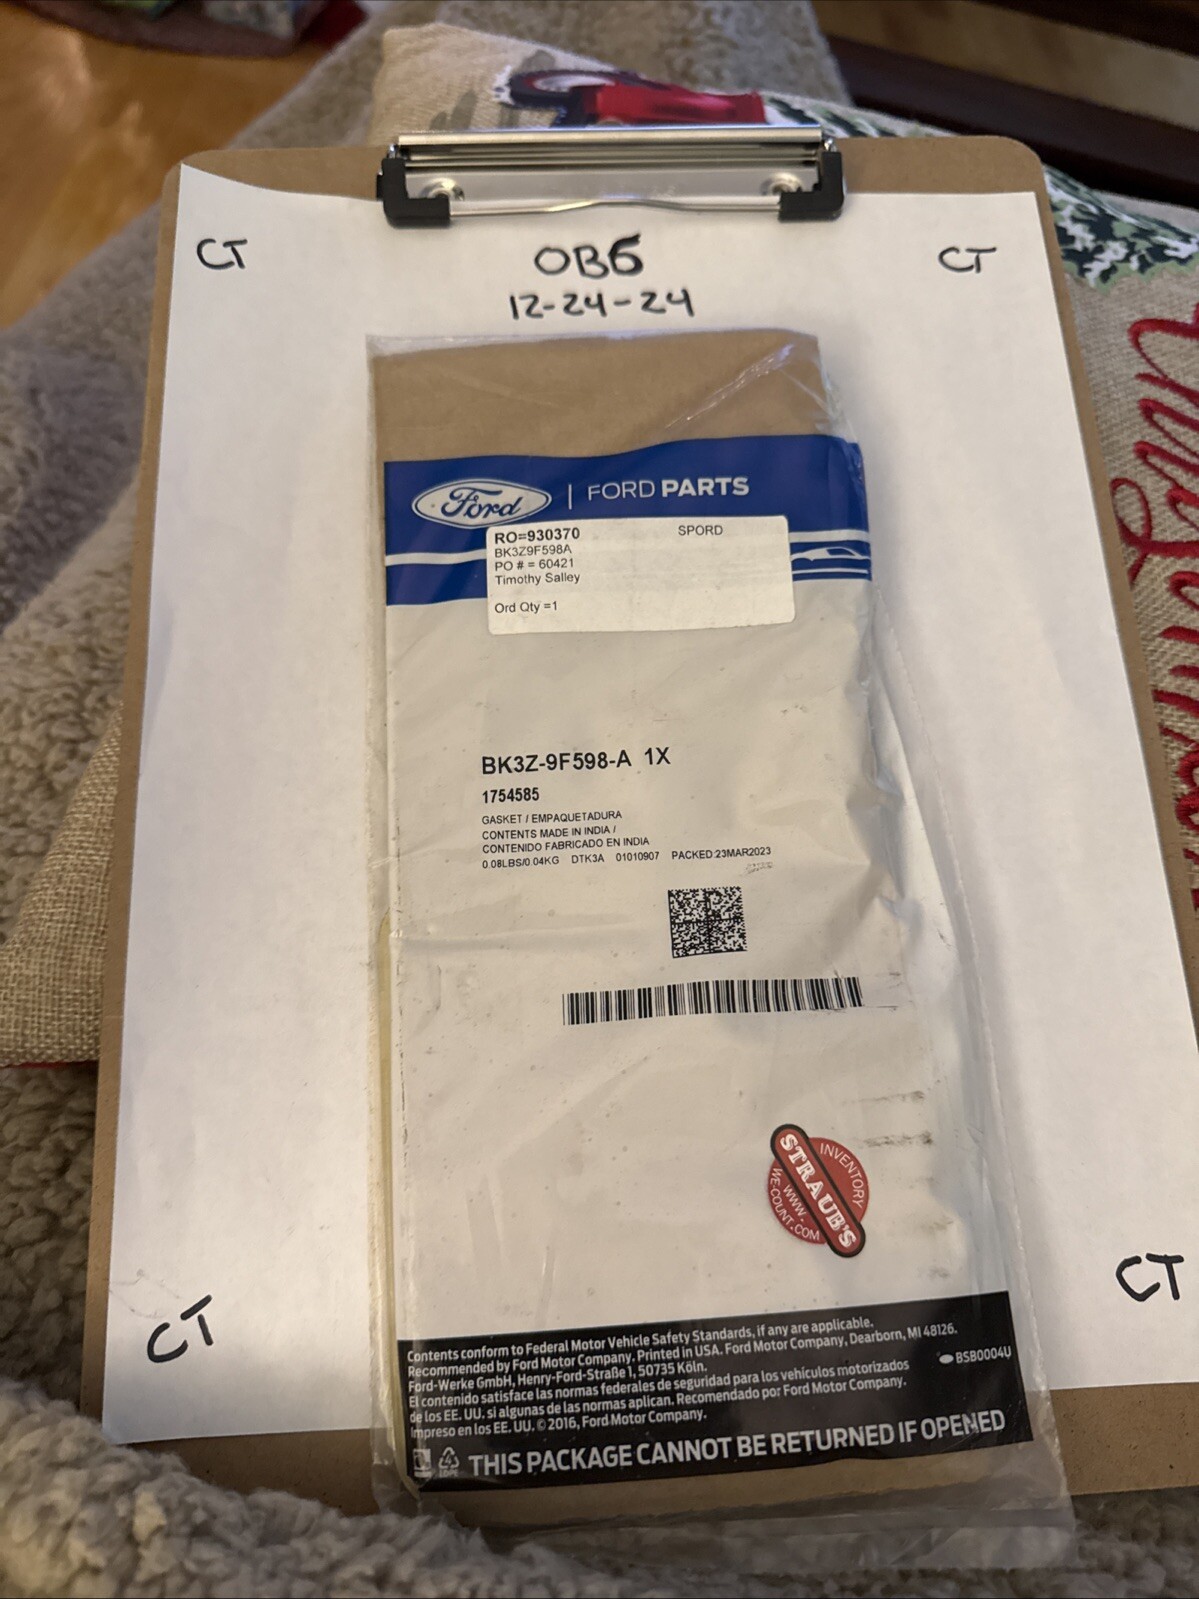 CT
OB6
CT
12-24-24
Ford | FORD PARTS
RO=930370 SPORD
BK3Z9F598A
PO # = 60421
Timothy Salley
Ord Qty =1
BK3Z-9F598-A 1X
1754585
GASKET / EMPAQUETADURA
CONTENTS MADE IN INDIA /
CONTENIDO FABRICADO EN INDIA
0.08LBS/0.04KG DTK3A 01010907 PACKED:23MAR2023
STRAUB'S
INVENTORY
WWW.
WE-COUNT.COM
CT
CT
Contents conform to Federal Motor Vehicle Safety Standards, if any are applicable.
Recommended by Ford Motor Company, Printed in USA. Ford Motor Company, Dearborn, MI 48126.
Ford-Werke GmbH, Henry-Ford-Straße 1, 50735 Köln.
BSB0004U
El contenido satisface las normas federales de seguridad para los vehículos motorizados
de los EE. UU. si algunas de las normas aplican. Recomendado por Ford Motor Company.
Impreso en los EE. UU. © 2016, Ford Motor Company.
THIS PACKAGE CANNOT BE RETURNED IF OPENED